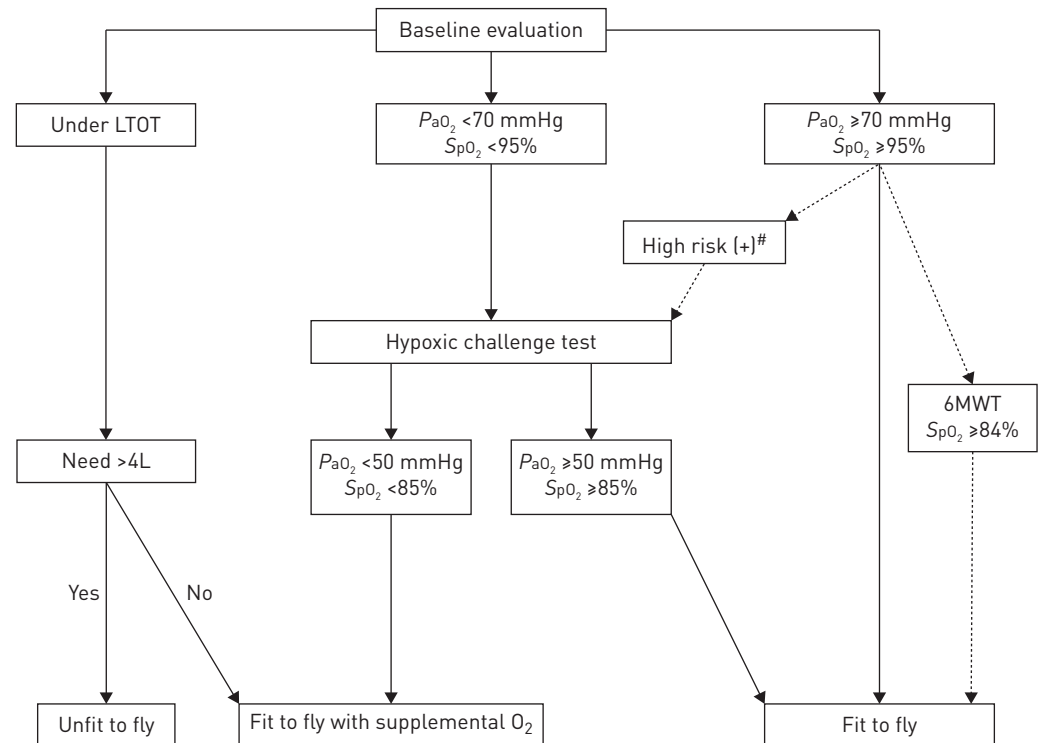 Baseline evaluation
Under LTOT
PaO₂ <70 mmHg
SpO₂ <95%
PaO₂ ⩾70 mmHg
SpO₂ ⩾95%
High risk (+)#
Hypoxic challenge test
6MWT
SpO₂ ⩾84%
Need >4L
PaO₂ <50 mmHg
SpO₂ <85%
PaO₂ ⩾50 mmHg
SpO₂ ⩾85%
Yes
No
Unfit to fly
Fit to fly with supplemental O₂
Fit to fly